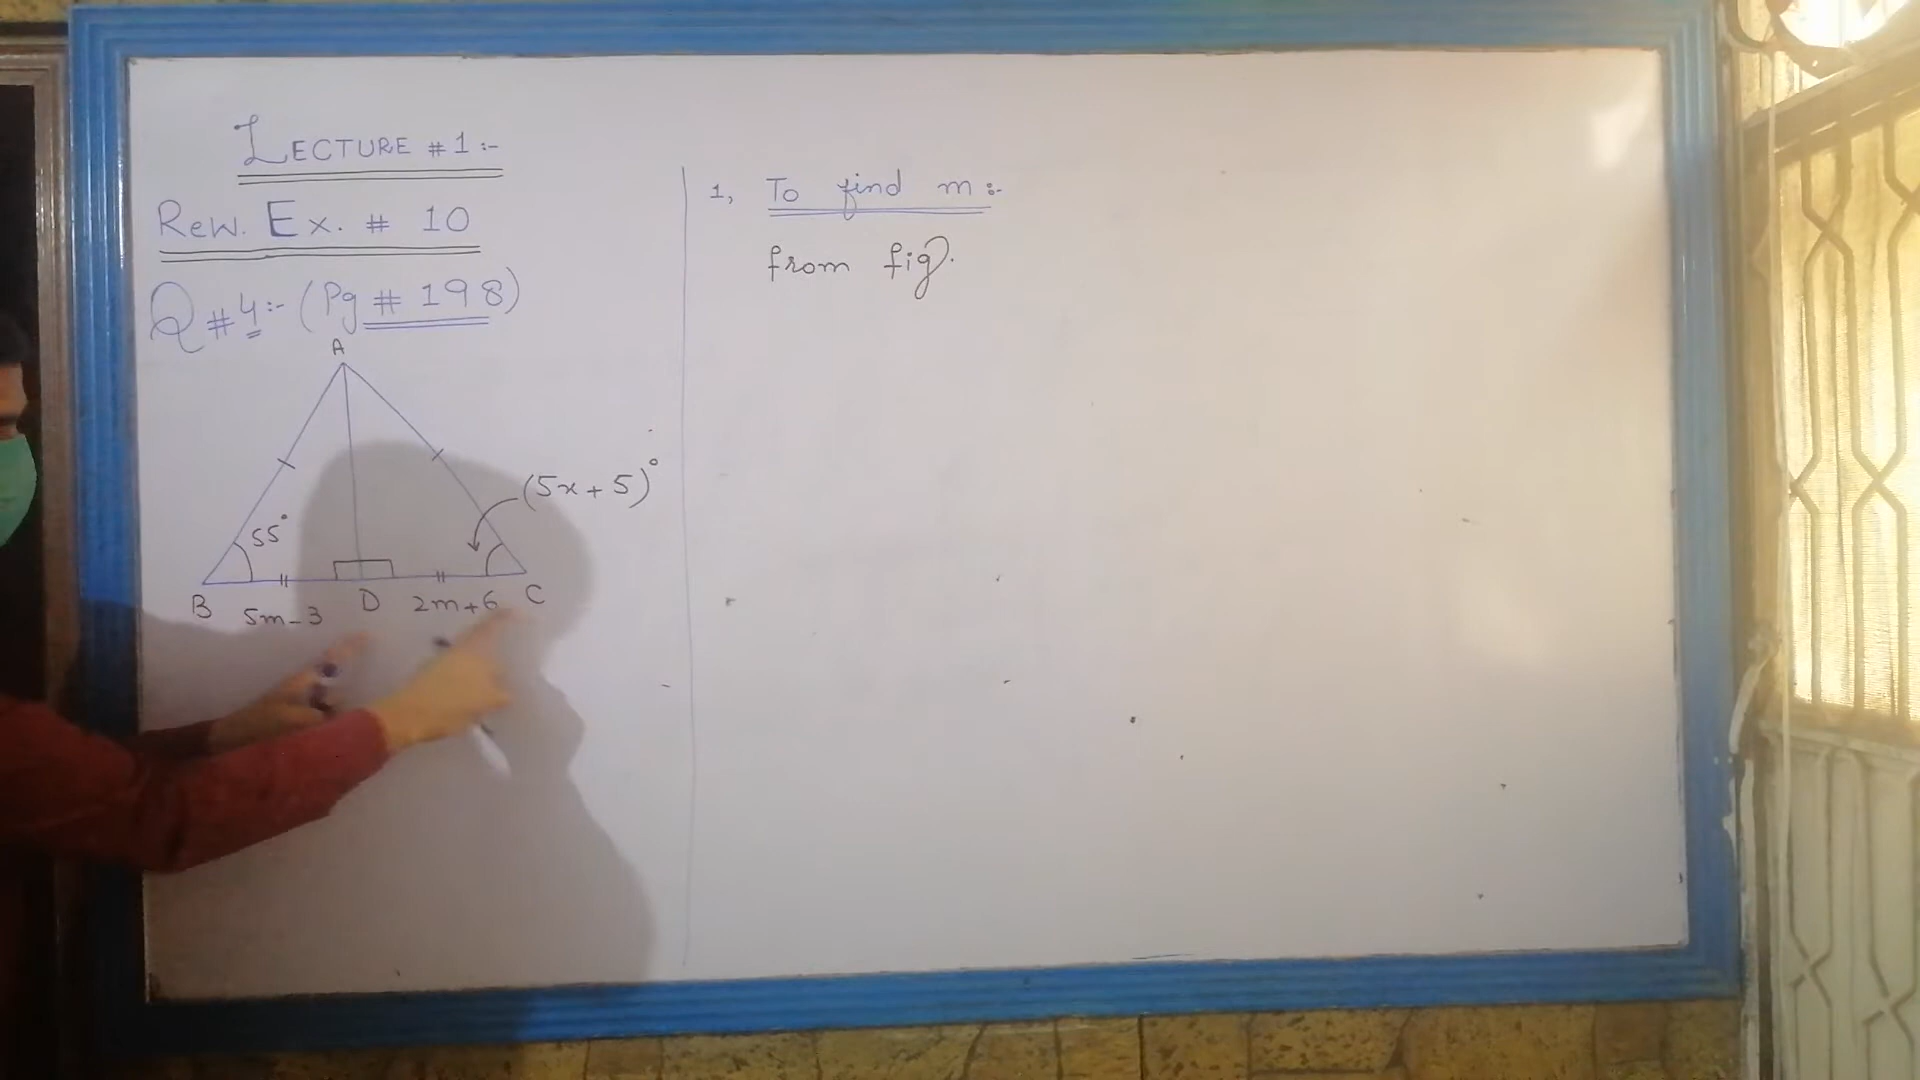 LECTURE # 1 :-
Rew. Ex. # 10
Q # 4 :- (Pg # 198)
A
55°
(5x + 5)°
B D C
5m - 3 2m + 6
1, To find m :-
from fig.